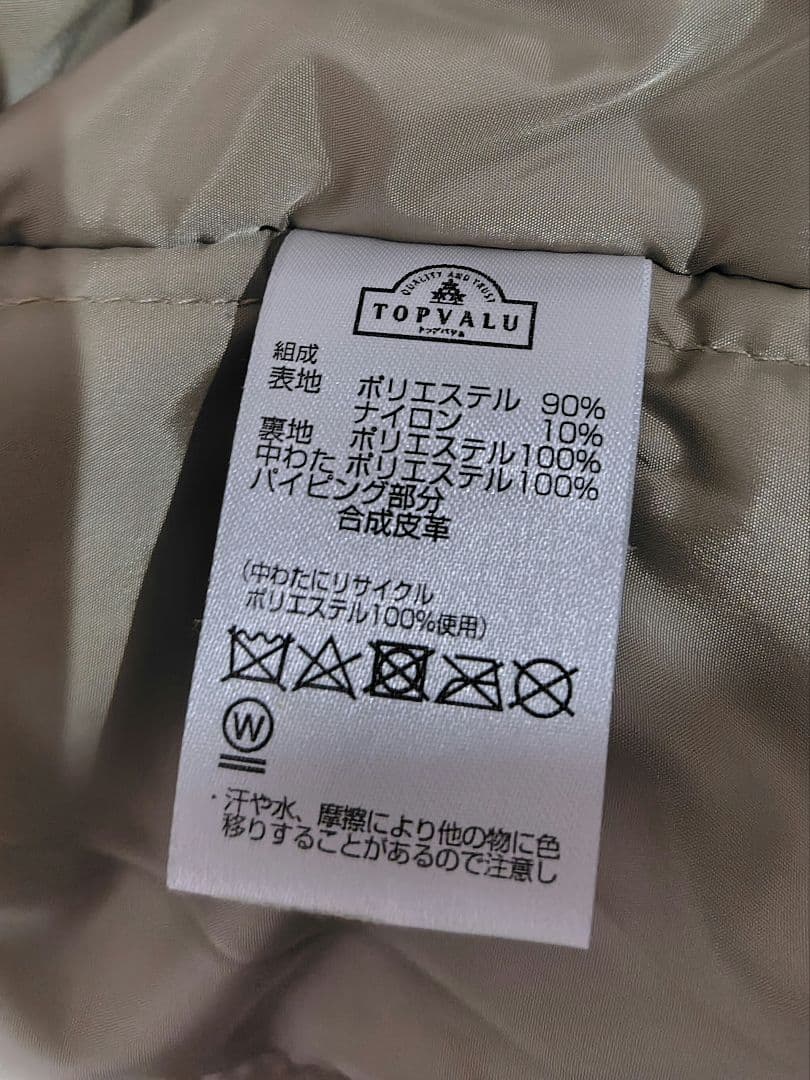 QUALITY AND TRUST
TOPVALU
トップバリュ
組成
表地 ポリエステル 90%
ナイロン 10%
裏地 ポリエステル100%
中わた ポリエステル100%
パイピング部分
合成皮革
(中わたにリサイクル
ポリエステル100%使用)
W
・汗や水、摩擦により他の物に色
移りすることがあるので注意し